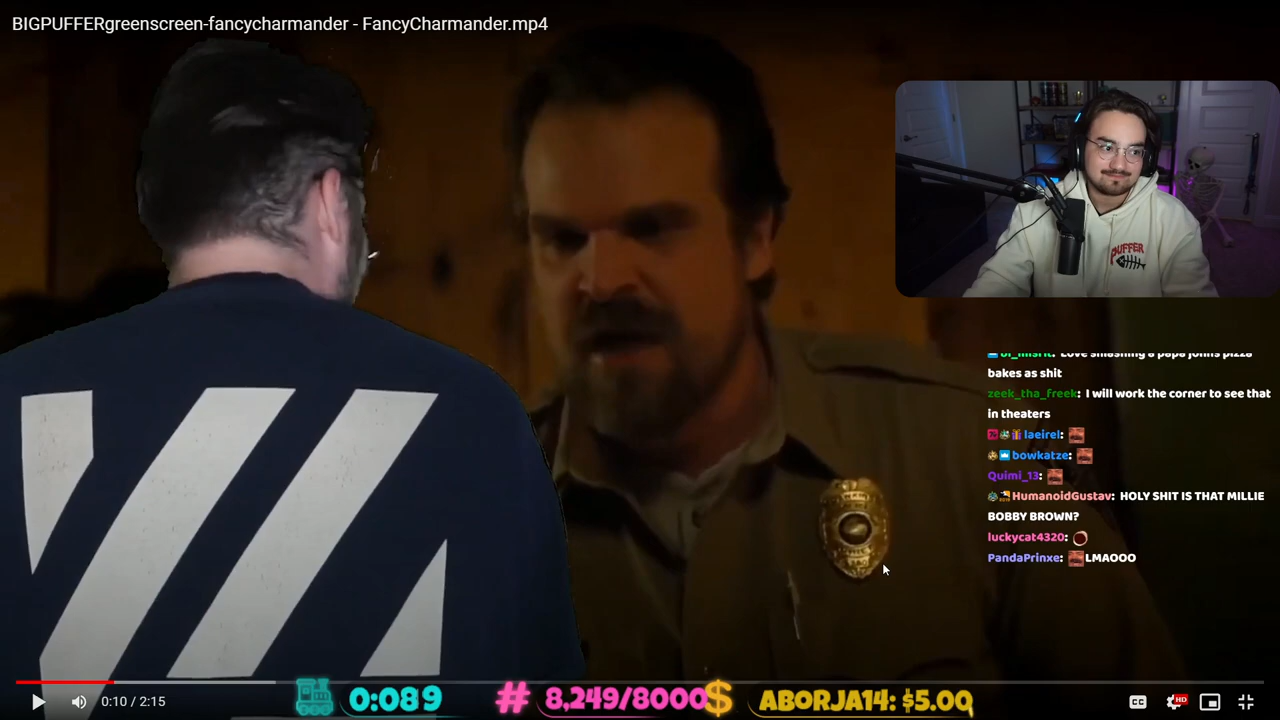 BIGPUFFERgreenscreen-fancycharmander - FancyCharmander.mp4
PUFFER
Love smashing a papa johns pizza
bakes as shit
zeek_tha_freek: I will work the corner to see that
in theaters
laeirel:
bowkatze:
Quimi_13:
HumanoidGustav: HOLY SHIT IS THAT MILLIE
BOBBY BROWN?
luckycat4320:
PandaPrinxe: LMAOOO
0:10 / 2:15
0:089
# 8,249/8000
$ ABORJA14: $5.00
CC
HD